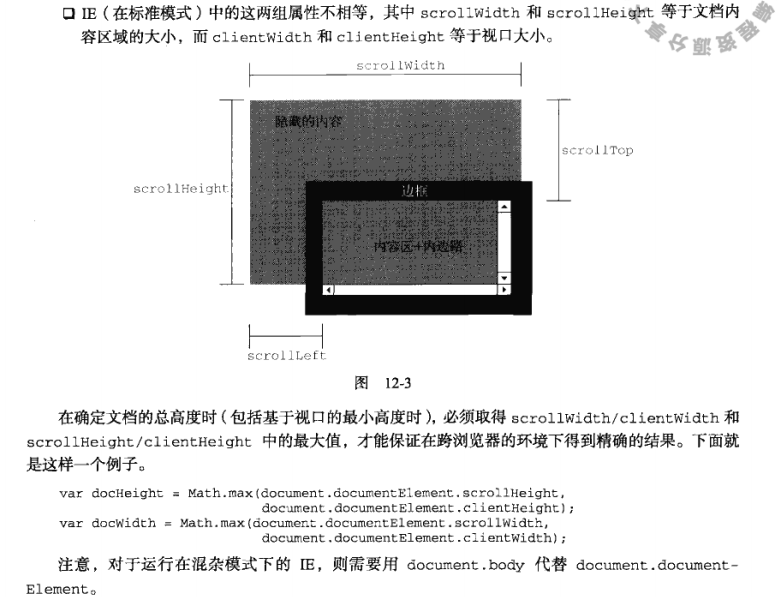 ❑ IE（在标准模式）中的这两组属性不相等，其中 scrollWidth 和 scrollHeight 等于文档内
容区域的大小，而 clientWidth 和 clientHeight 等于视口大小。
分享
资源
scrollWidth
隐藏的内容
scrollTop
scrollHeight
边框
内容区+内边距
scrollLeft
图 12-3
在确定文档的总高度时（包括基于视口的最小高度时），必须取得 scrollWidth/clientWidth 和
scrollHeight/clientHeight 中的最大值，才能保证在跨浏览器的环境下得到精确的结果。下面就
是这样一个例子。
var docHeight = Math.max(document.documentElement.scrollHeight,
document.documentElement.clientHeight);
var docWidth = Math.max(document.documentElement.scrollWidth,
document.documentElement.clientWidth);
注意，对于运行在混杂模式下的 IE，则需要用 document.body 代替 document.document-
Element。